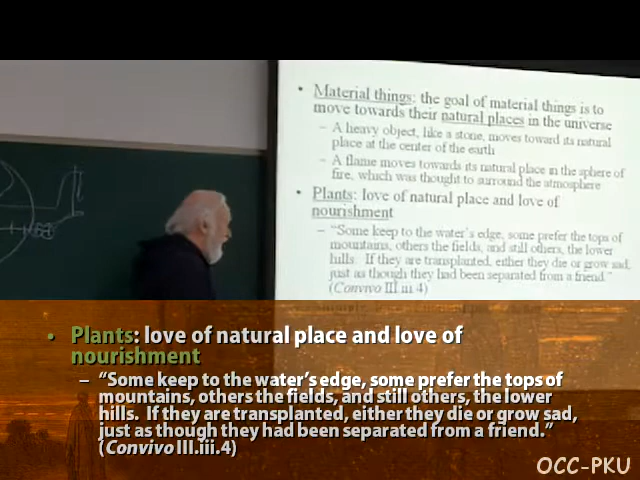 • Material things: the goal of material things is to
move towards their natural places in the universe
– A heavy object, like a stone, moves toward its natural
place at the center of the earth
– A flame moves towards its natural place in the sphere of
fire, which was thought to surround the atmosphere
• Plants: love of natural place and love of
nourishment
– “Some keep to the water's edge, some prefer the tops of
mountains, others the fields, and still others, the lower
hills. If they are transplanted, either they die or grow sad,
just as though they had been separated from a friend.”
(Convivo III.iii.4)
• Plants: love of natural place and love of
nourishment
– “Some keep to the water's edge, some prefer the tops of
mountains, others the fields, and still others, the lower
hills. If they are transplanted, either they die or grow sad,
just as though they had been separated from a friend.”
(Convivo III.iii.4)
OCC-PKU